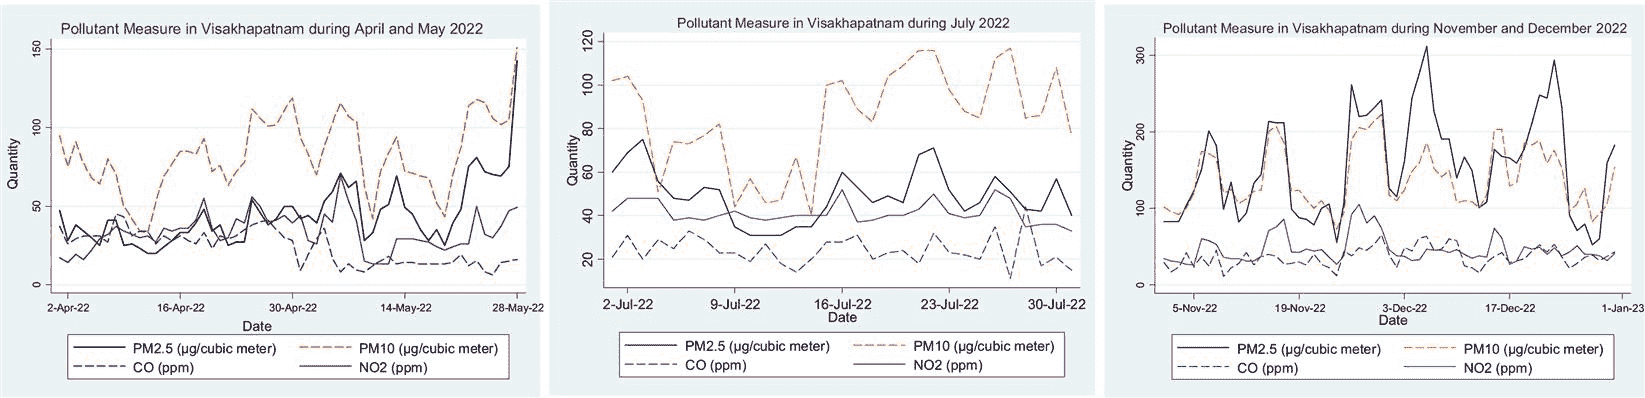 Pollutant Measure in Visakhapatnam during April and May 2022
Quantity
150
100
50
0
2-Apr-22 16-Apr-22 30-Apr-22 14-May-22 28-May-22
Date
PM2.5 (µg/cubic meter) PM10 (µg/cubic meter)
CO (ppm) NO2 (ppm)
Pollutant Measure in Visakhapatnam during July 2022
Quantity
120
100
80
60
40
20
2-Jul-22 9-Jul-22 16-Jul-22 23-Jul-22 30-Jul-22
Date
PM2.5 (µg/cubic meter) PM10 (µg/cubic meter)
CO (ppm) NO2 (ppm)
Pollutant Measure in Visakhapatnam during November and December 2022
Quantity
300
200
100
0
5-Nov-22 19-Nov-22 3-Dec-22 17-Dec-22 1-Jan-23
Date
PM2.5 (µg/cubic meter) PM10 (µg/cubic meter)
CO (ppm) NO2 (ppm)